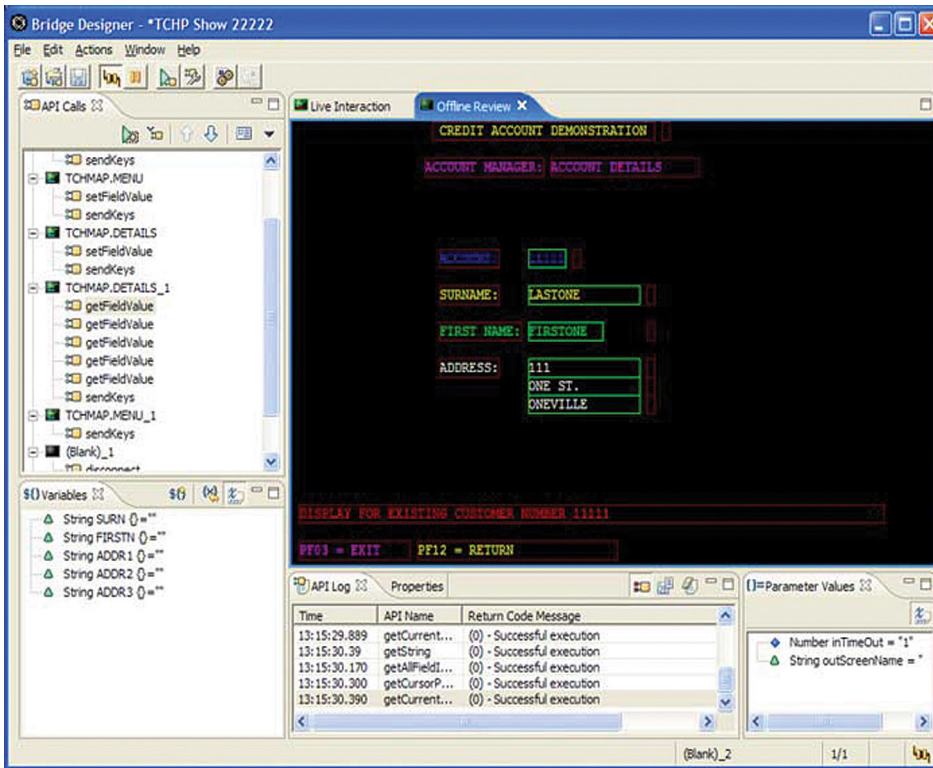 Bridge Designer - *TCHP Show 22222
File Edit Actions Window Help
API Calls
sendKeys
TCHMAP.MENU
setFieldValue
sendKeys
TCHMAP.DETAILS
setFieldValue
sendKeys
TCHMAP.DETAILS_1
getFieldValue
getFieldValue
getFieldValue
getFieldValue
getFieldValue
sendKeys
TCHMAP.MENU_1
sendKeys
(Blank)_1
disconnect
Variables
String SURN {}=""
String FIRSTN {}=""
String ADDR1 {}=""
String ADDR2 {}=""
String ADDR3 {}=""
Live Interaction Offline Review
CREDIT ACCOUNT DEMONSTRATION
ACCOUNT MANAGER: ACCOUNT DETAILS
ACCOUNT: 11111
SURNAME: LASTONE
FIRST NAME: FIRSTONE
ADDRESS: 111
ONE ST.
ONEVILLE
DISPLAY FOR EXISTING CUSTOMER NUMBER 11111
PF03 = EXIT PF12 = RETURN
API Log Properties
Time API Name Return Code Message
13:15:29.889 getCurrent... (0) - Successful execution
13:15:30.39 getString (0) - Successful execution
13:15:30.170 getAllFieldI... (0) - Successful execution
13:15:30.300 getCursorP... (0) - Successful execution
13:15:30.390 getCurrent... (0) - Successful execution
()=Parameter Values
Number inTimeOut = "1"
String outScreenName = "
(Blank)_2 1/1